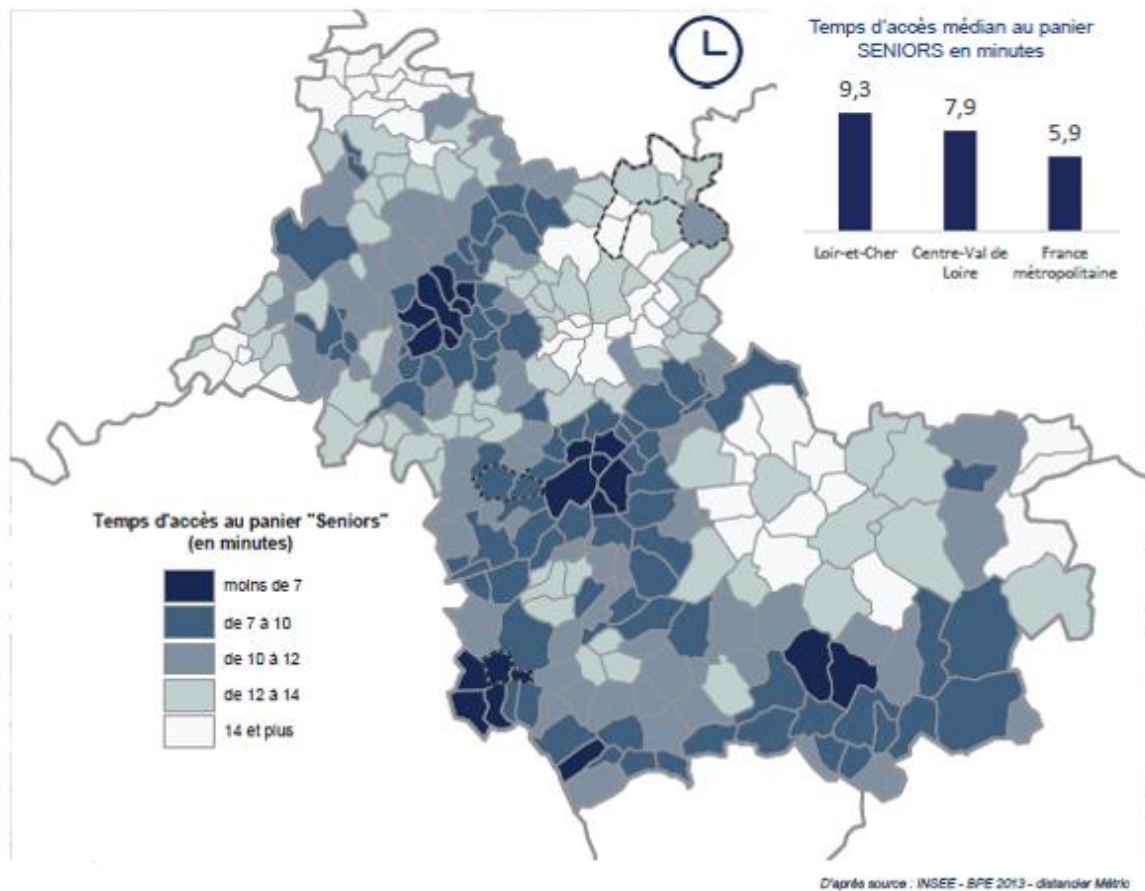 Temps d'accès médian au panier
SENIORS en minutes
9,3
7,9
5,9
Loir-et-Cher
Centre-Val de
Loire
France
métropolitaine
Temps d'accès au panier "Seniors"
(en minutes)
moins de 7
de 7 à 10
de 10 à 12
de 12 à 14
14 et plus
D'après source : INSEE - BPE 2013 - distancier Métric